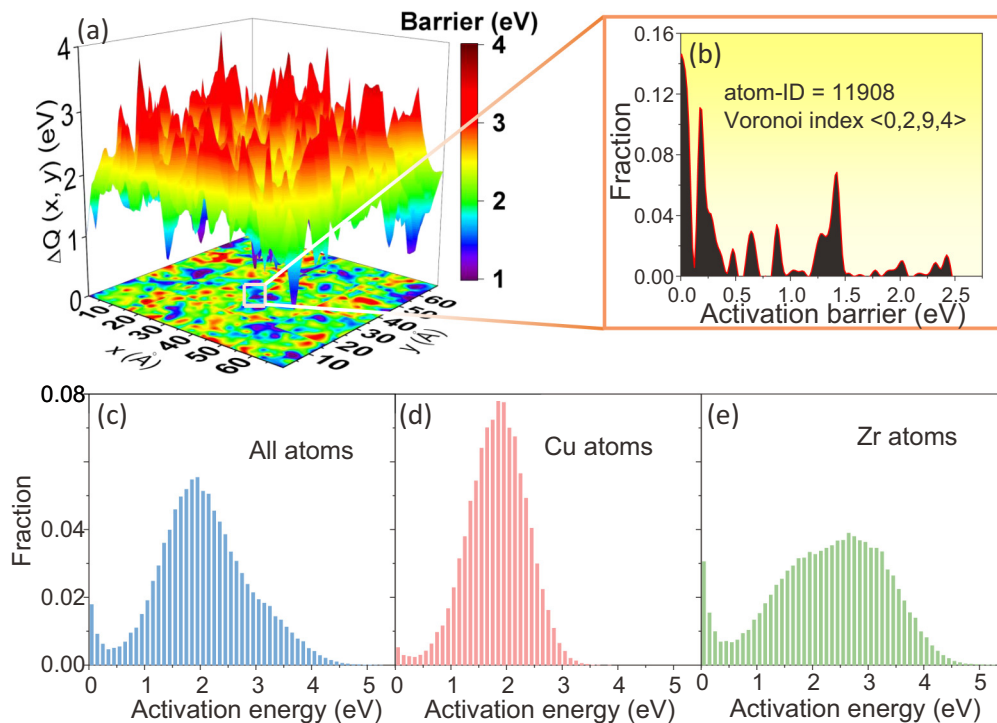 (a)
Barrier (eV)
4
3
2
1
ΔQ (x, y) (eV)
4
3
2
1
0
10
20
30
40
50
60
x (Å)
10
20
30
40
50
60
y (Å)
(b)
atom-ID = 11908
Voronoi index <0,2,9,4>
Fraction
0.16
0.12
0.08
0.04
0.00
0.0 0.5 1.0 1.5 2.0 2.5
Activation barrier (eV)
(c)
All atoms
Fraction
0.08
0.06
0.04
0.02
0.00
0 1 2 3 4 5
Activation energy (eV)
(d)
Cu atoms
0 1 2 3 4 5
Activation energy (eV)
(e)
Zr atoms
0 1 2 3 4 5
Activation energy (eV)